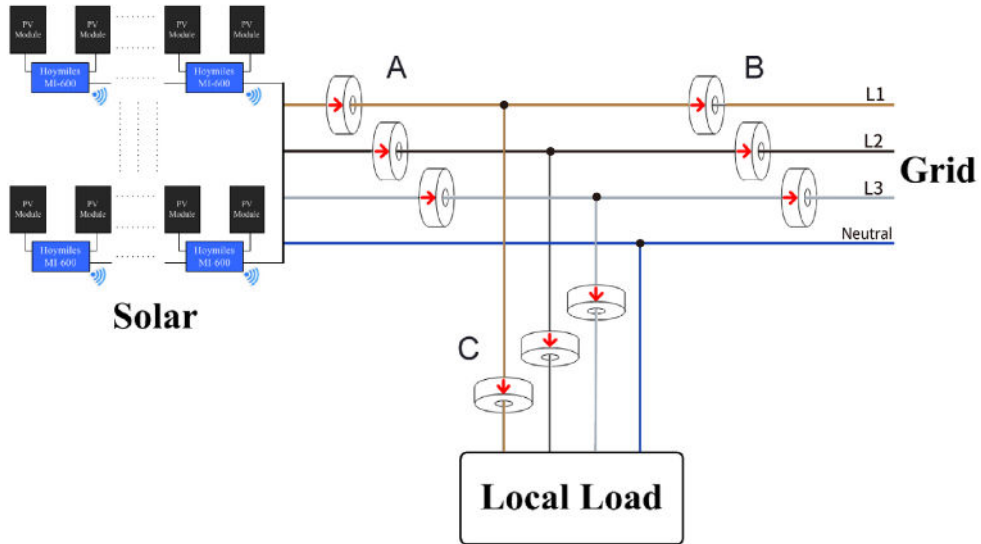 PV
Module
PV
Module
PV
Module
PV
Module
Hoymiles
MI-600
Hoymiles
MI-600
A
B
L1
L2
L3
Neutral
Grid
PV
Module
PV
Module
PV
Module
PV
Module
Hoymiles
MI-600
Hoymiles
MI-600
Solar
C
Local Load